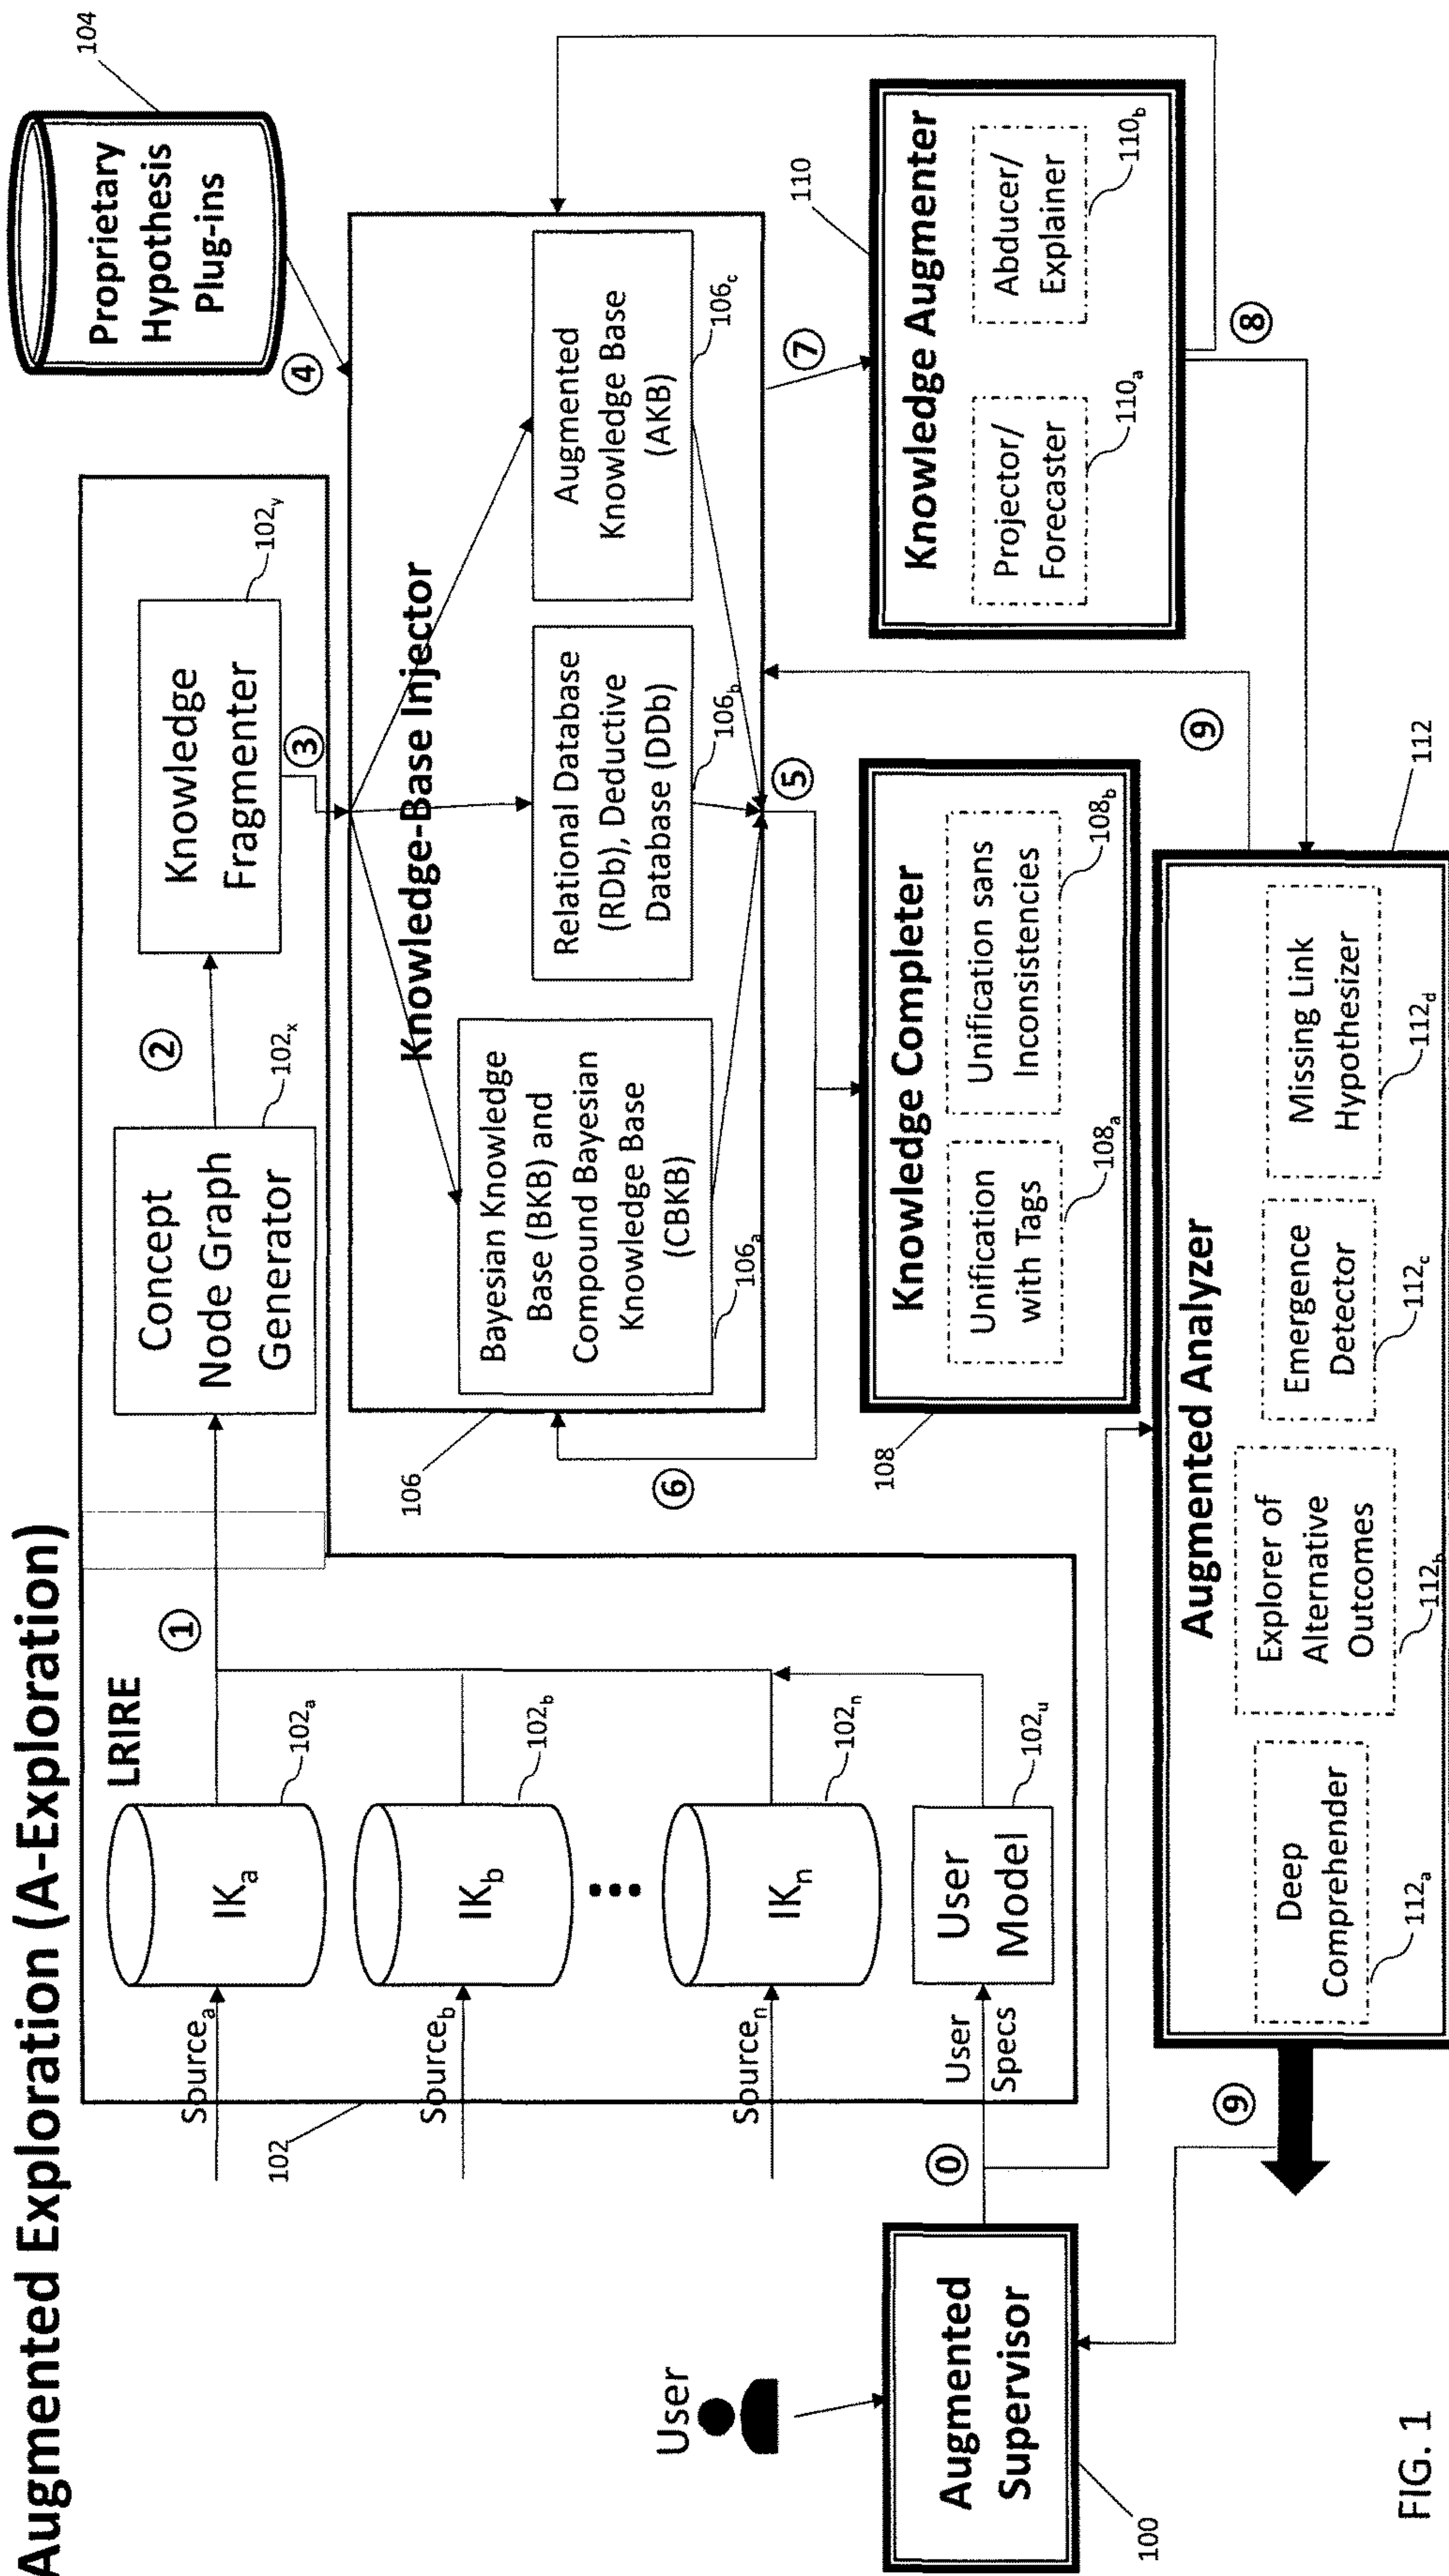 Augmented Exploration (A-Exploration)
LRIRE
Source_a
IK_a
102_a
Source_b
IK_b
102_b
Source_n
IK_n
102_n
User
Specs
User
Model
102_u
102
①
Concept
Node Graph
Generator
102_x
②
Knowledge
Fragmenter
102_y
③
Proprietary
Hypothesis
Plug-ins
104
④
Knowledge-Base Injector
Bayesian Knowledge
Base (BKB) and
Compound Bayesian
Knowledge Base
(CBKB)
106_a
Relational Database
(RDb), Deductive
Database (DDb)
106_b
Augmented
Knowledge Base
(AKB)
106_c
106
⑤
⑥
⑦
User
Augmented
Supervisor
100
⓪
Knowledge Completer
Unification
with Tags
108_a
Unification sans
Inconsistencies
108_b
108
Knowledge Augmenter
Projector/
Forecaster
110_a
Abducer/
Explainer
110_b
110
⑧
⑨
Augmented Analyzer
Deep
Comprehender
112_a
Explorer of
Alternative
Outcomes
112_b
Emergence
Detector
112_c
Missing Link
Hypothesizer
112_d
112
⑨
FIG. 1